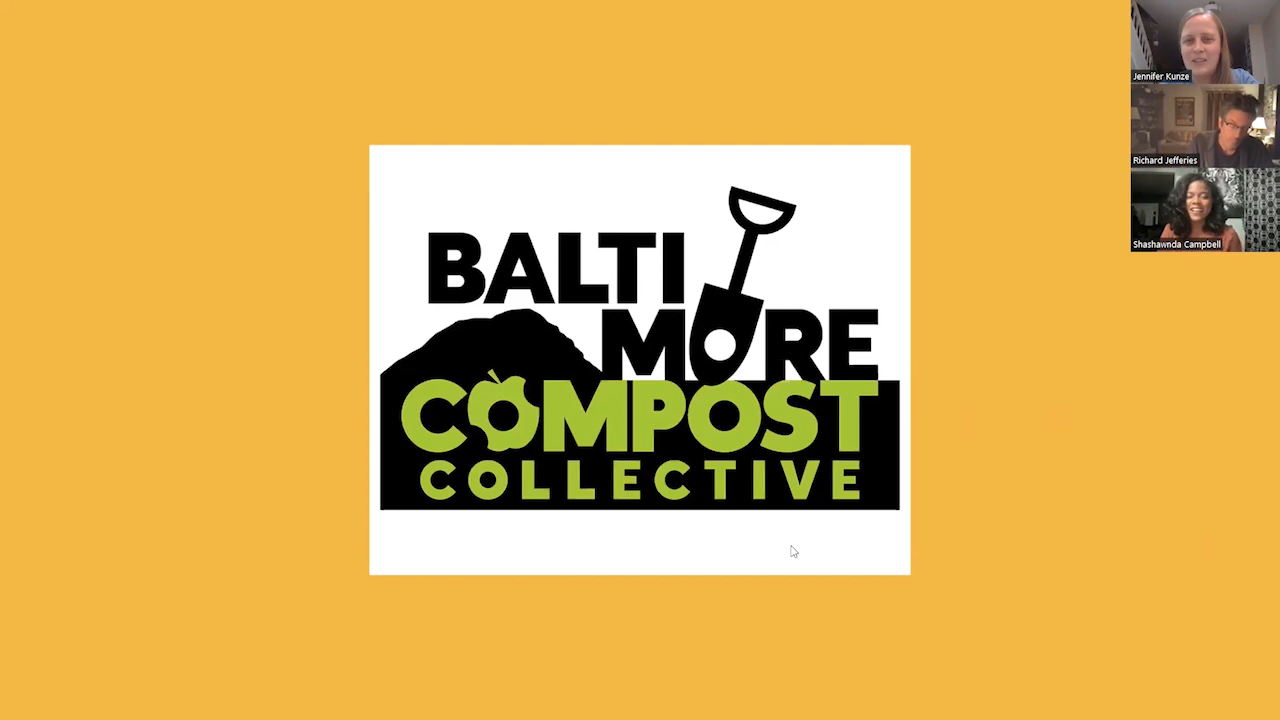 BALTI
MORE
COMPOST
COLLECTIVE
Jennifer Kunze
Richard Jefferies
Shashawnda Campbell